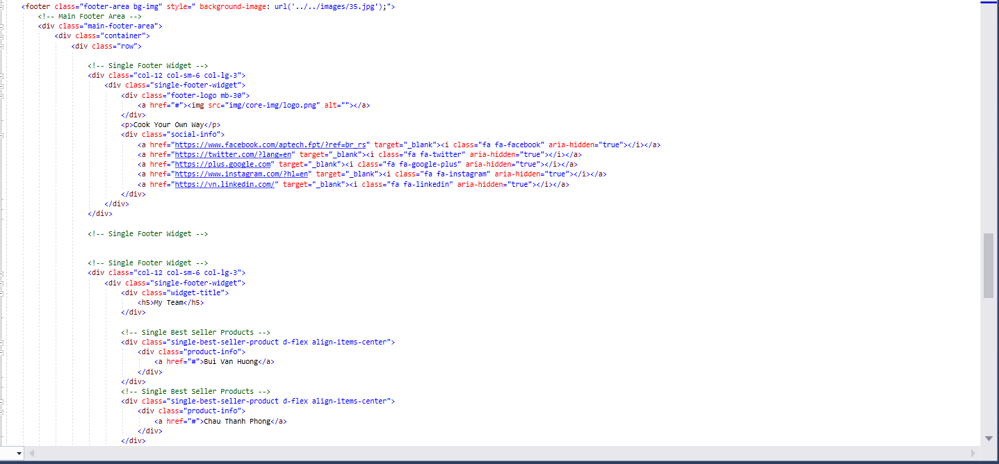 <footer class="footer-area bg-img" style=" background-image: url('../../images/35.jpg');">
<!-- Main Footer Area -->
<div class="main-footer-area">
<div class="container">
<div class="row">
<!-- Single Footer Widget -->
<div class="col-12 col-sm-6 col-lg-3">
<div class="single-footer-widget">
<div class="footer-logo mb-30">
<a href="#"><img src="img/core-img/logo.png" alt=""></a>
</div>
<p>Cook Your Own Way</p>
<div class="social-info">
<a href="https://www.facebook.com/aptech.fpt/?ref=br_rs" target="_blank"><i class="fa fa-facebook" aria-hidden="true"></i></a>
<a href="https://twitter.com/?lang=en" target="_blank"><i class="fa fa-twitter" aria-hidden="true"></i></a>
<a href="https://plus.google.com" target="_blank"><i class="fa fa-google-plus" aria-hidden="true"></i></a>
<a href="https://www.instagram.com/?hl=en" target="_blank"><i class="fa fa-instagram" aria-hidden="true"></i></a>
<a href="https://vn.linkedin.com/" target="_blank"><i class="fa fa-linkedin" aria-hidden="true"></i></a>
</div>
</div>
</div>
<!-- Single Footer Widget -->
<!-- Single Footer Widget -->
<div class="col-12 col-sm-6 col-lg-3">
<div class="single-footer-widget">
<div class="widget-title">
<h5>My Team</h5>
</div>
<!-- Single Best Seller Products -->
<div class="single-best-seller-product d-flex align-items-center">
<div class="product-info">
<a href="#">Bui Van Huong</a>
</div>
</div>
<!-- Single Best Seller Products -->
<div class="single-best-seller-product d-flex align-items-center">
<div class="product-info">
<a href="#">Chau Thanh Phong</a>
</div>
</div>